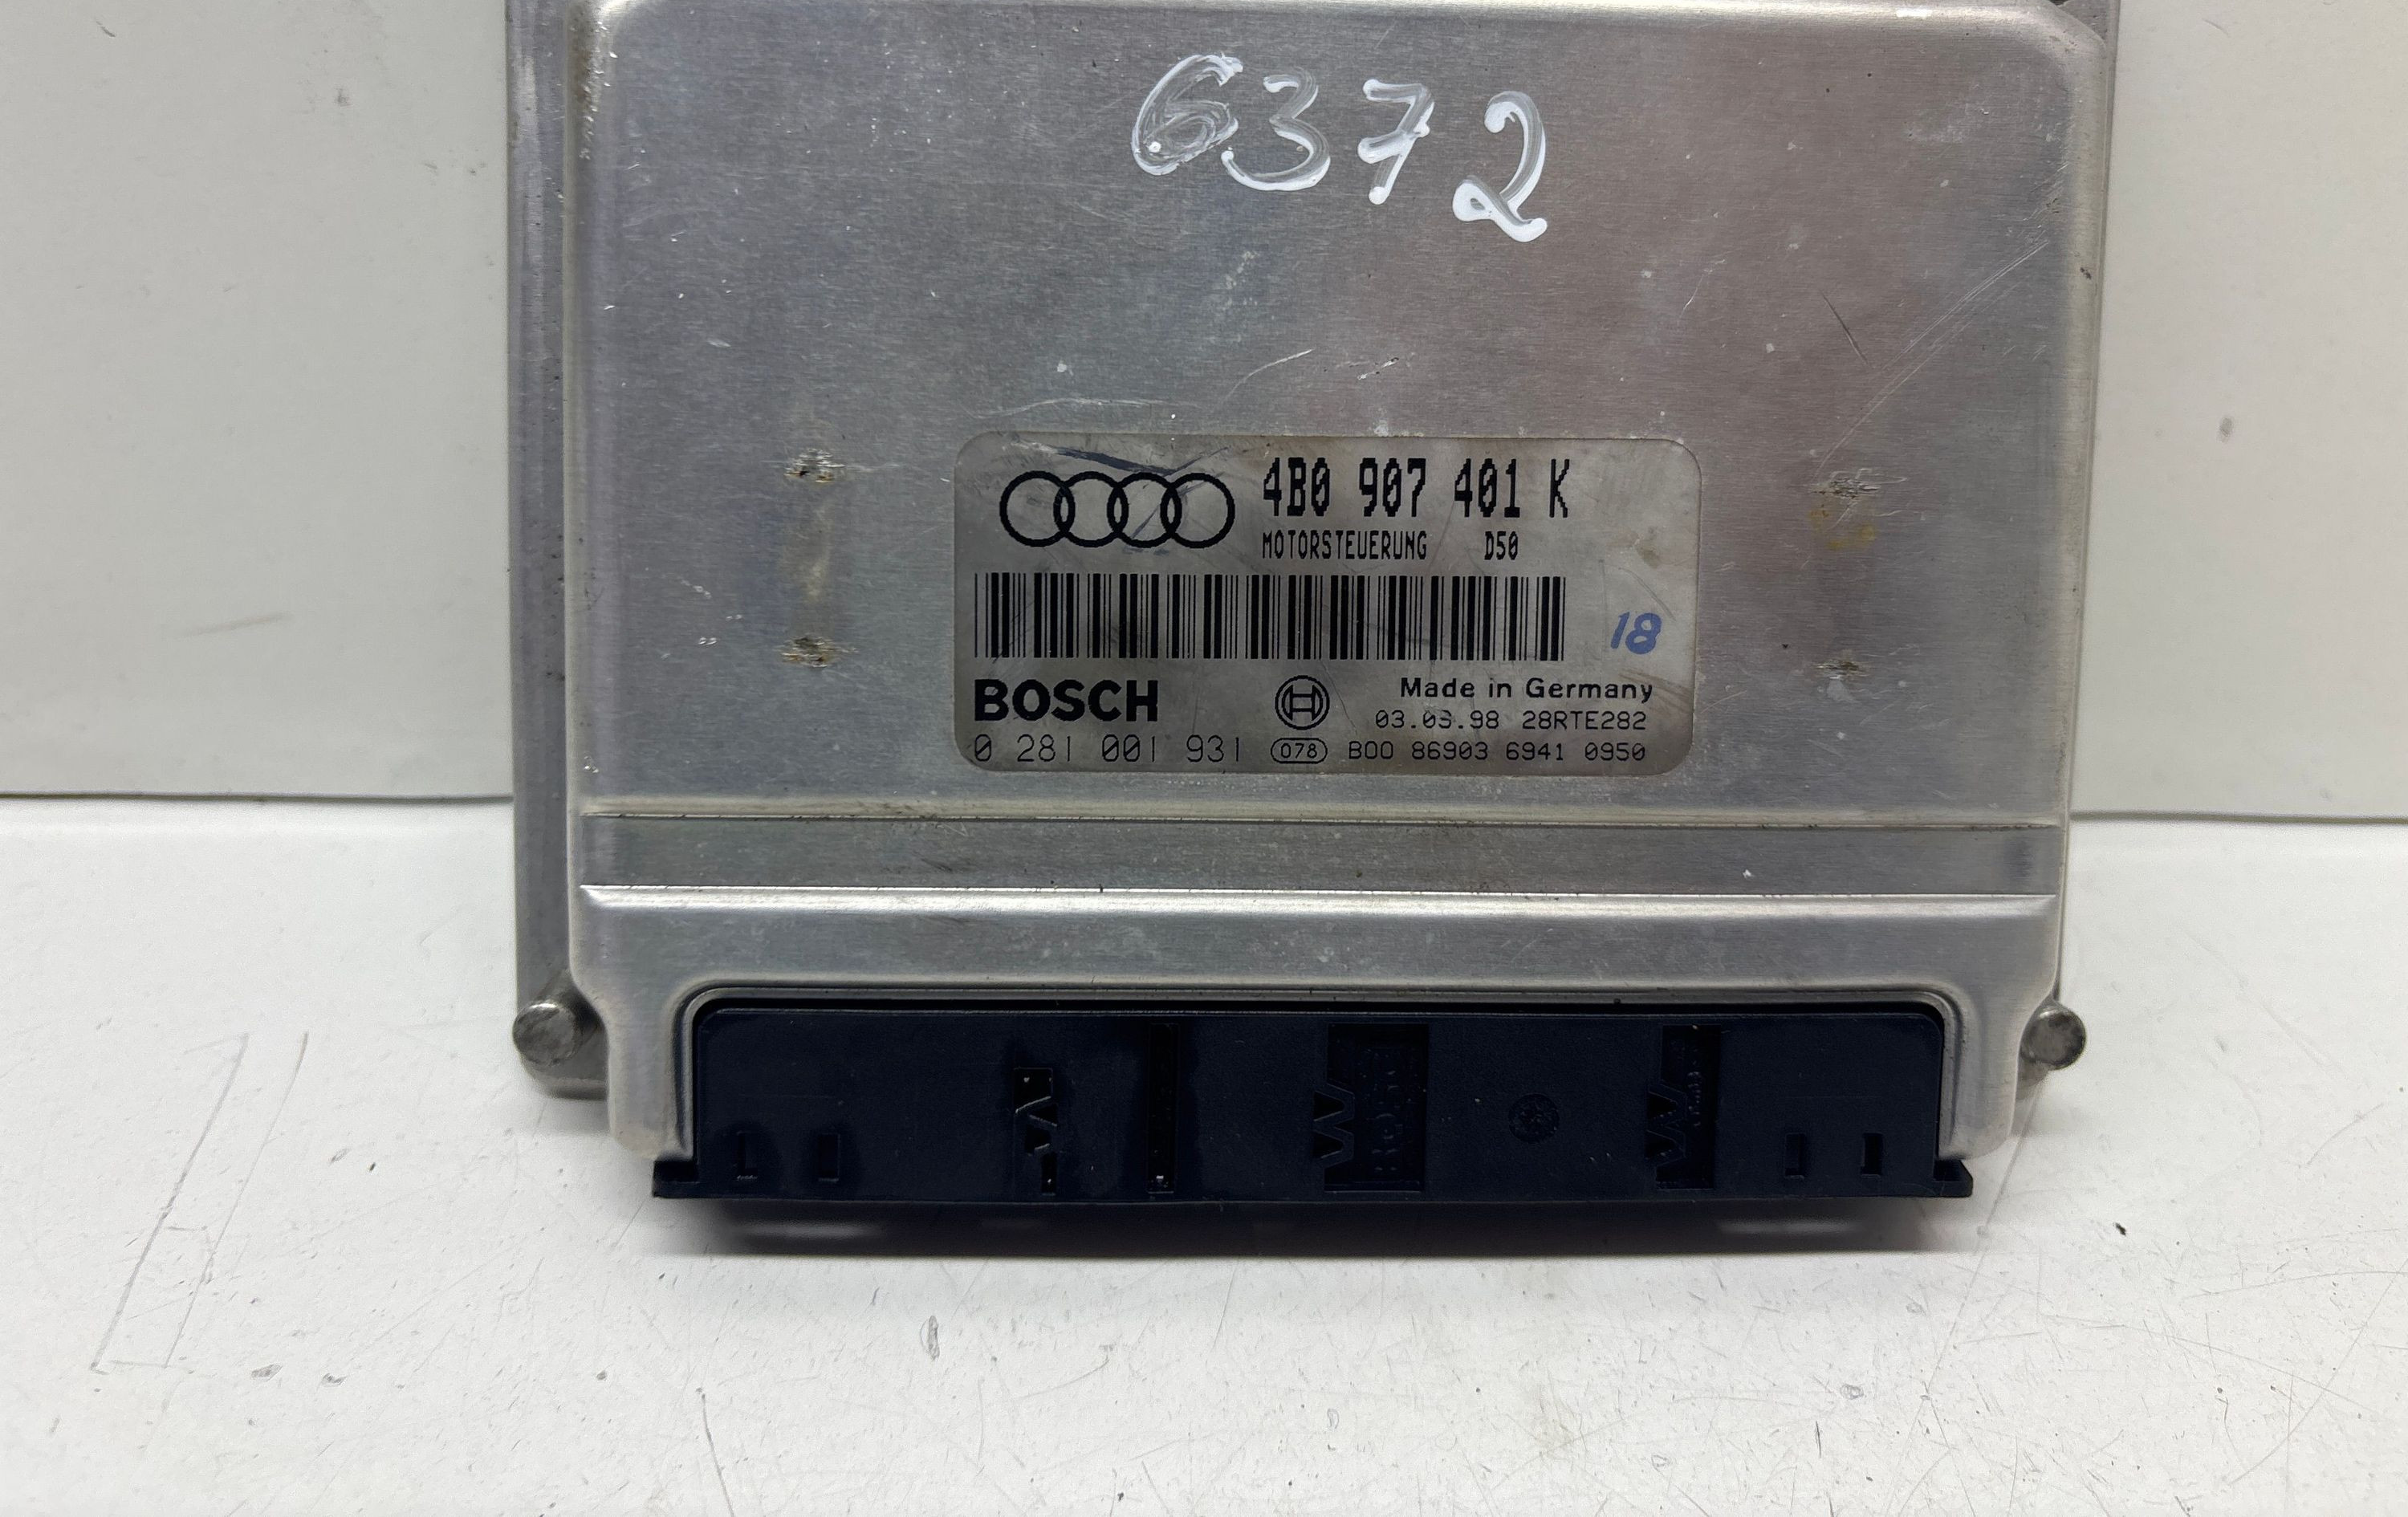 6372
4B0 907 401 K
MOTORSTEUERUNG D50
18
BOSCH
Made in Germany
03.03.98 28RTE282
0 281 001 931 078 B00 86903 6941 0950
BOSCH